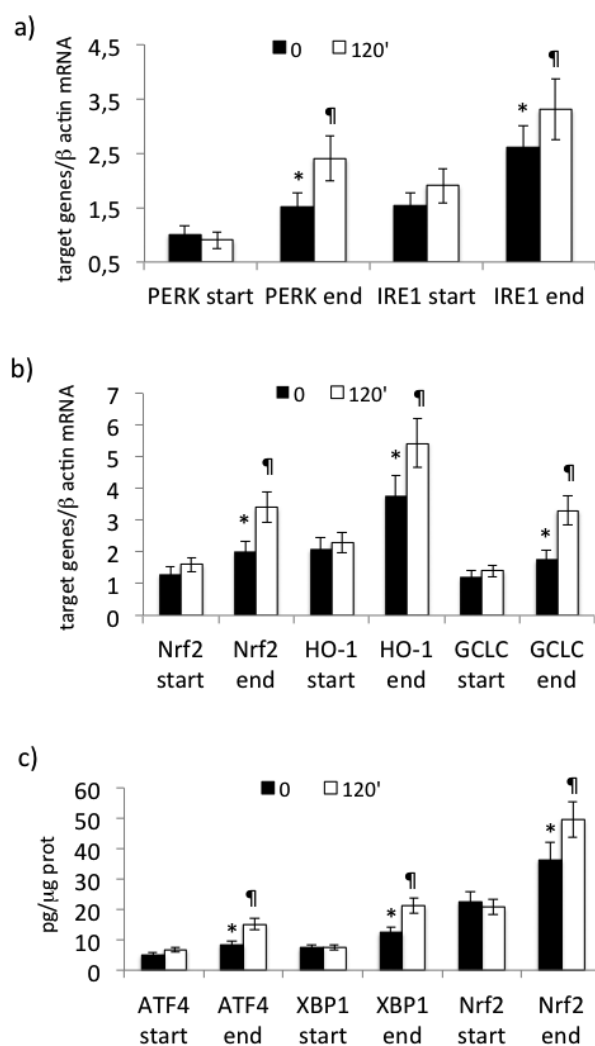 a)
0 120'
target genes/β actin mRNA
4,5
3,5
2,5
1,5
0,5
* ¶ * ¶
PERK start PERK end IRE1 start IRE1 end
b)
0 120'
target genes/β actin mRNA
7
6
5
4
3
2
1
0
* ¶ * ¶ * ¶
Nrf2 Nrf2 HO-1 HO-1 GCLC GCLC
start end start end start end
c)
0 120'
pg/µg prot
60
50
40
30
20
10
0
* ¶ * ¶ * ¶
ATF4 ATF4 XBP1 XBP1 Nrf2 Nrf2
start end start end start end